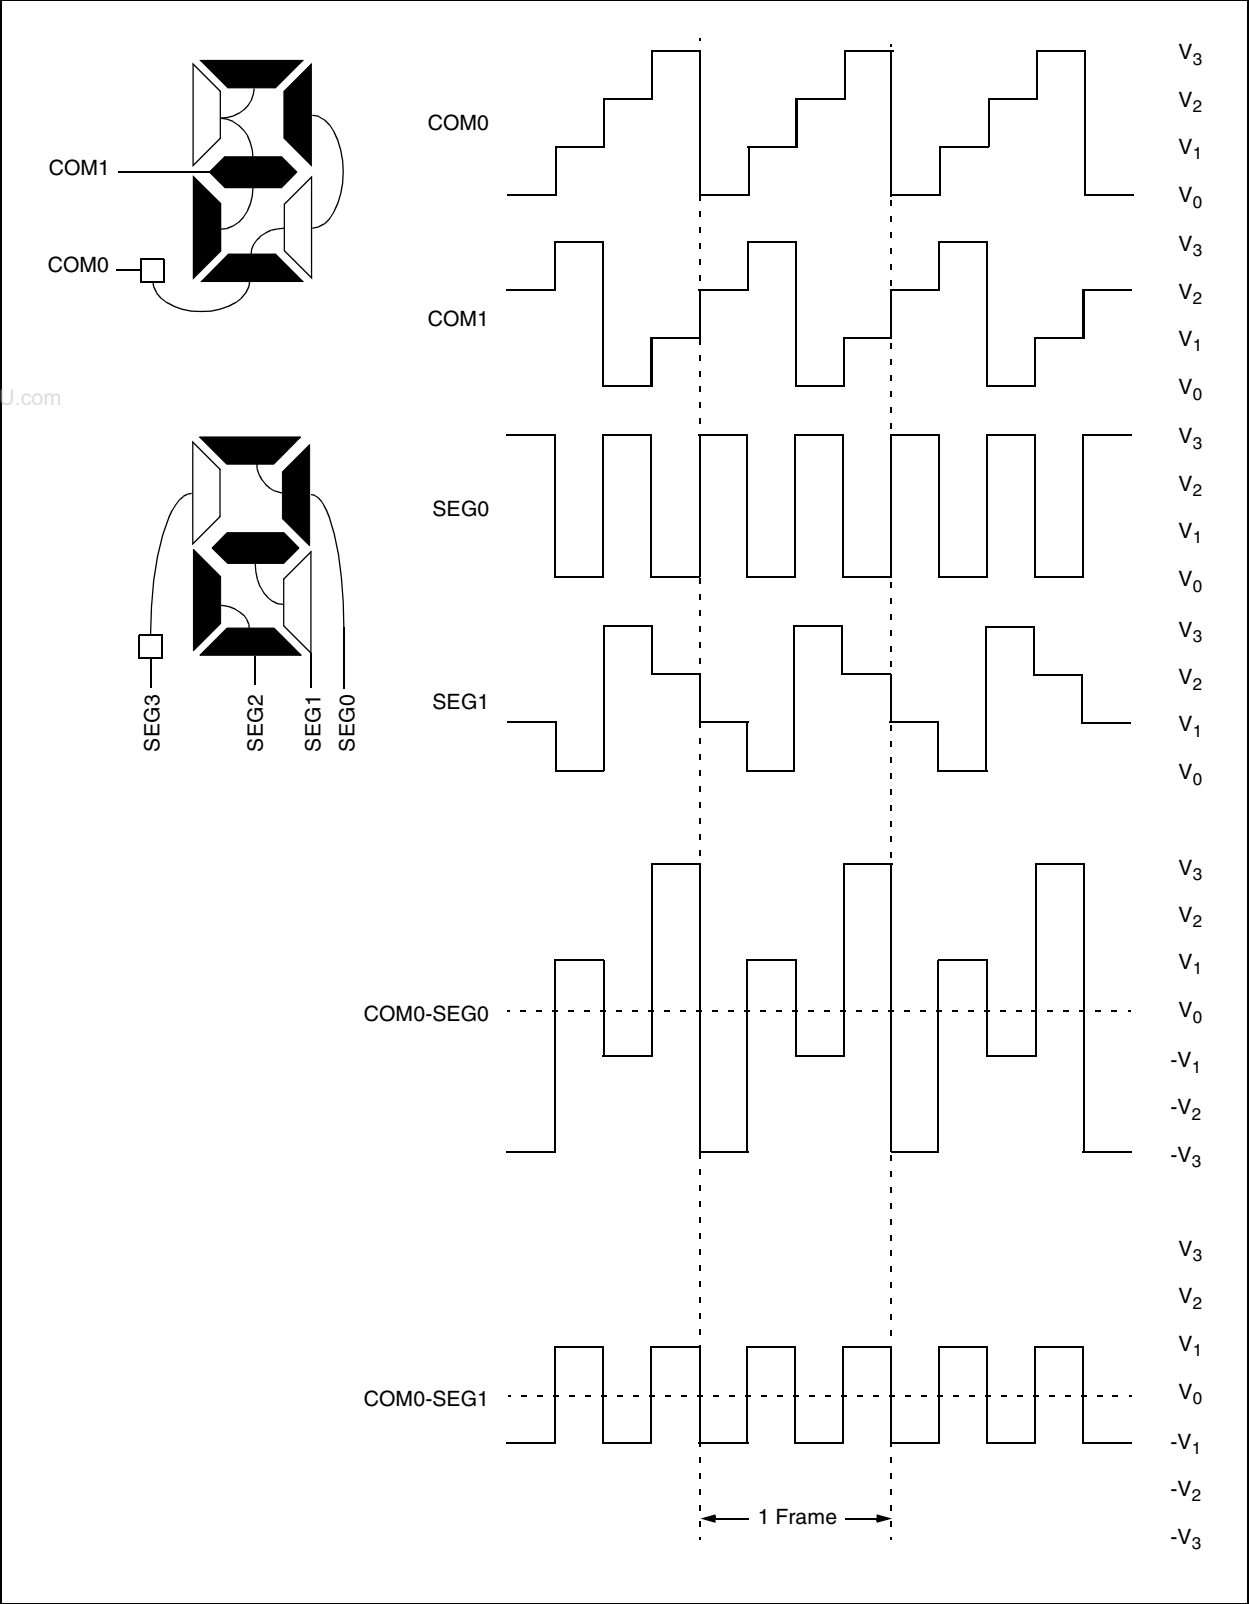 COM1
COM0
U.com
SEG3
SEG2
SEG1
SEG0
COM0
V3
V2
V1
V0
COM1
V3
V2
V1
V0
SEG0
V3
V2
V1
V0
SEG1
V3
V2
V1
V0
COM0-SEG0
V3
V2
V1
V0
-V1
-V2
-V3
COM0-SEG1
V3
V2
V1
V0
-V1
-V2
-V3
1 Frame